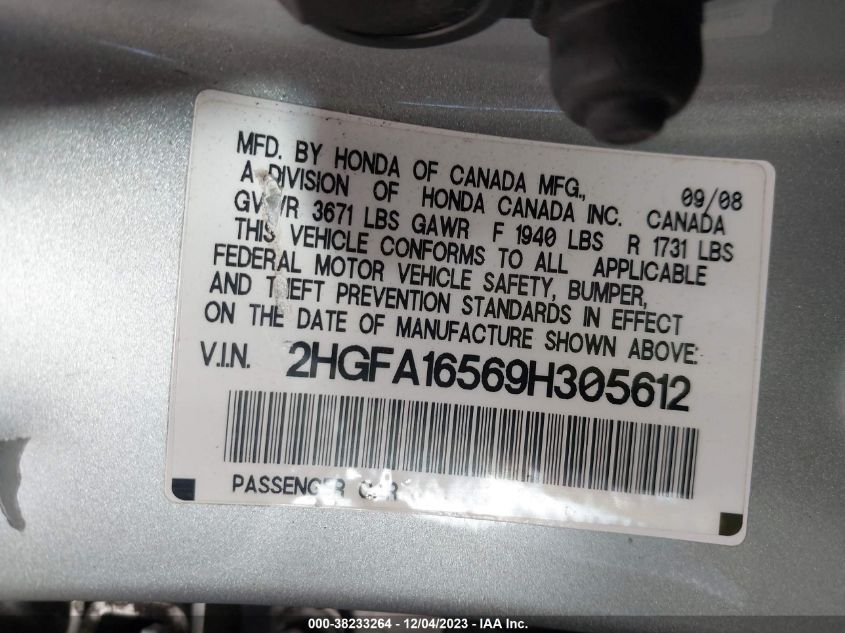 MFD. BY HONDA OF CANADA MFG., 09/08
A DIVISION OF HONDA CANADA INC. CANADA
GVWR 3671 LBS GAWR F 1940 LBS R 1731 LBS
THIS VEHICLE CONFORMS TO ALL APPLICABLE
FEDERAL MOTOR VEHICLE SAFETY, BUMPER,
AND THEFT PREVENTION STANDARDS IN EFFECT
ON THE DATE OF MANUFACTURE SHOWN ABOVE:
V.I.N. 2HGFA16569H305612
PASSENGER CAR
000-38233264 - 12/04/2023 - IAA Inc.